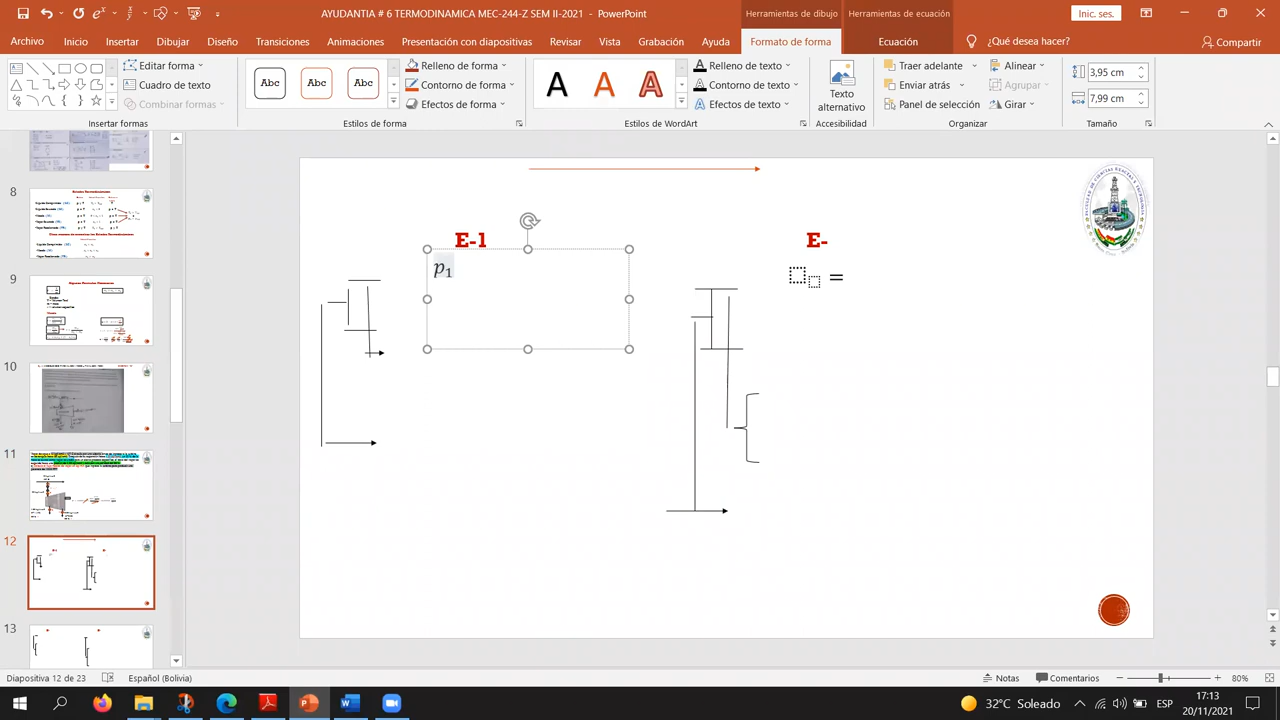 AYUDANTIA # 6 TERMODINAMICA MEC-244-Z SEM II-2021 - PowerPoint
Herramientas de dibujo
Herramientas de ecuación
Inic. ses.
Archivo
Inicio
Insertar
Dibujar
Diseño
Transiciones
Animaciones
Presentación con diapositivas
Revisar
Vista
Grabación
Ayuda
Formato de forma
Ecuación
¿Qué desea hacer?
Compartir
Editar forma
Cuadro de texto
Combinar formas
Insertar formas
Abc
Abc
Abc
Relleno de forma
Contorno de forma
Efectos de forma
Estilos de forma
A
A
A
Relleno de texto
Contorno de texto
Efectos de texto
Estilos de WordArt
Texto
alternativo
Accesibilidad
Traer adelante
Enviar atrás
Panel de selección
Alinear
Agrupar
Girar
Organizar
3,95 cm
7,99 cm
Tamaño
8
9
10
11
12
13
E-1
p₁
E-
=
Diapositiva 12 de 23
Español (Bolivia)
Notas
Comentarios
80%
32°C Soleado
ESP
17:13
20/11/2021